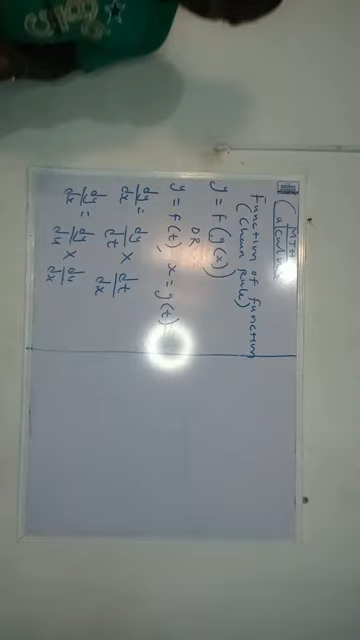 MTH
Calculus
Function of function
(Chain Rule)
y = f(g(x))
OR
y = f(t), x = g(t)
dy/dx = dy/dt × dt/dx
dy/dx = dy/du × du/dx